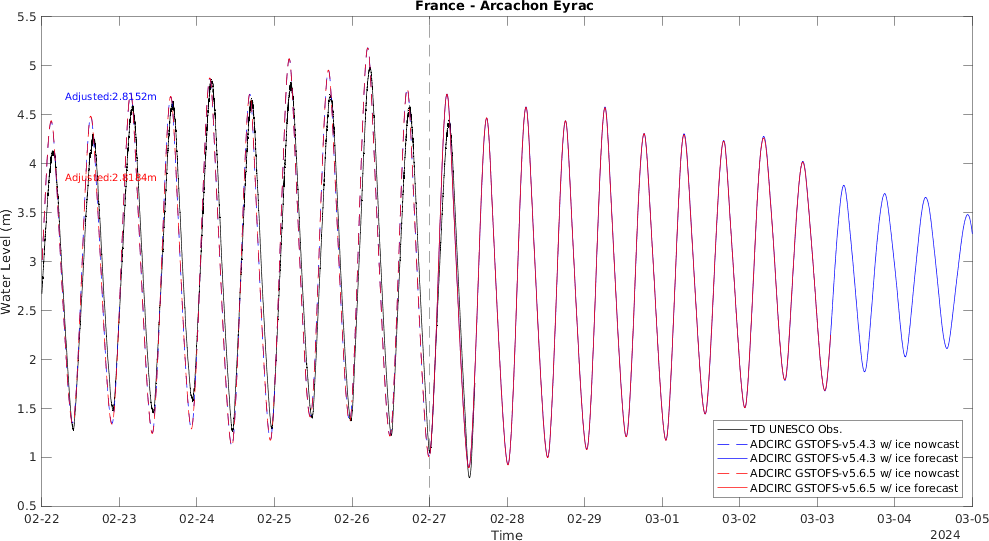 France - Arcachon Eyrac
5.5
5
4.5
4
3.5
3
2.5
2
1.5
1
0.5
Water Level (m)
Adjusted:2.8152m
Adjusted:2.8184m
TD UNESCO Obs.
ADCIRC GSTOFS-v5.4.3 w/ ice nowcast
ADCIRC GSTOFS-v5.4.3 w/ ice forecast
ADCIRC GSTOFS-v5.6.5 w/ ice nowcast
ADCIRC GSTOFS-v5.6.5 w/ ice forecast
02-22 02-23 02-24 02-25 02-26 02-27 02-28 02-29 03-01 03-02 03-03 03-04 03-05
Time
2024